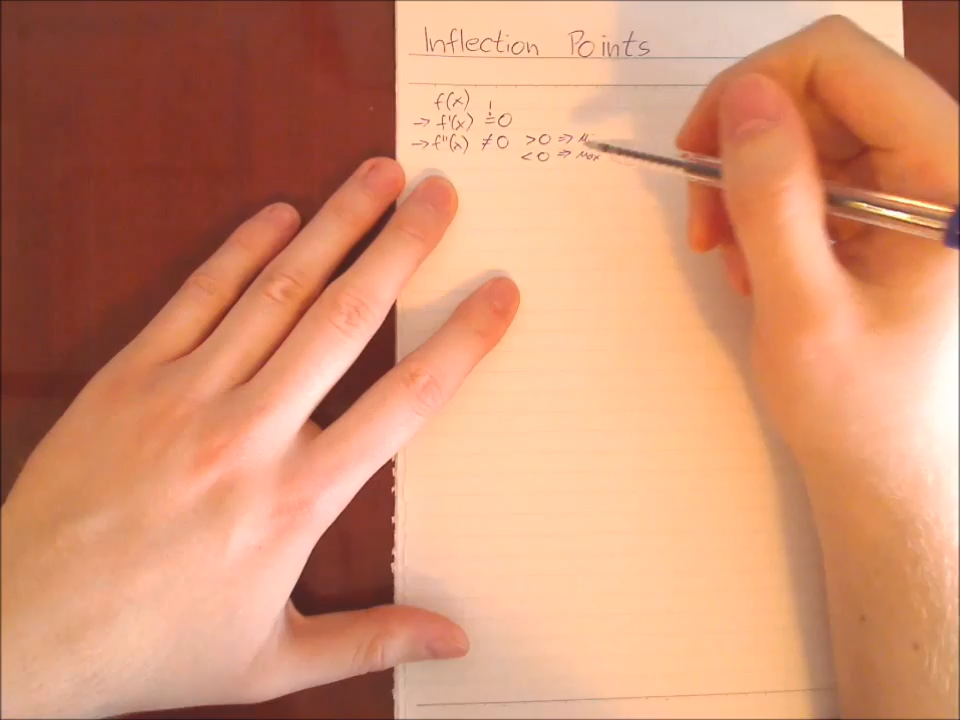 Inflection Points
f(x)
→ f'(x) != 0
→ f''(x) ≠ 0 >0 ⇒
<0 ⇒ Max